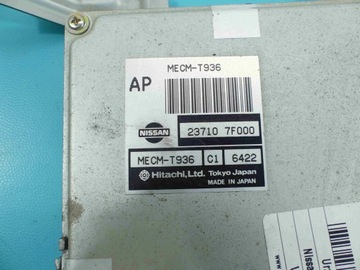 MECM-T936
AP
NISSAN
23710 7F000
MECM-T936 C1 6422
Hitachi, Ltd. Tokyo Japan
MADE IN JAPAN